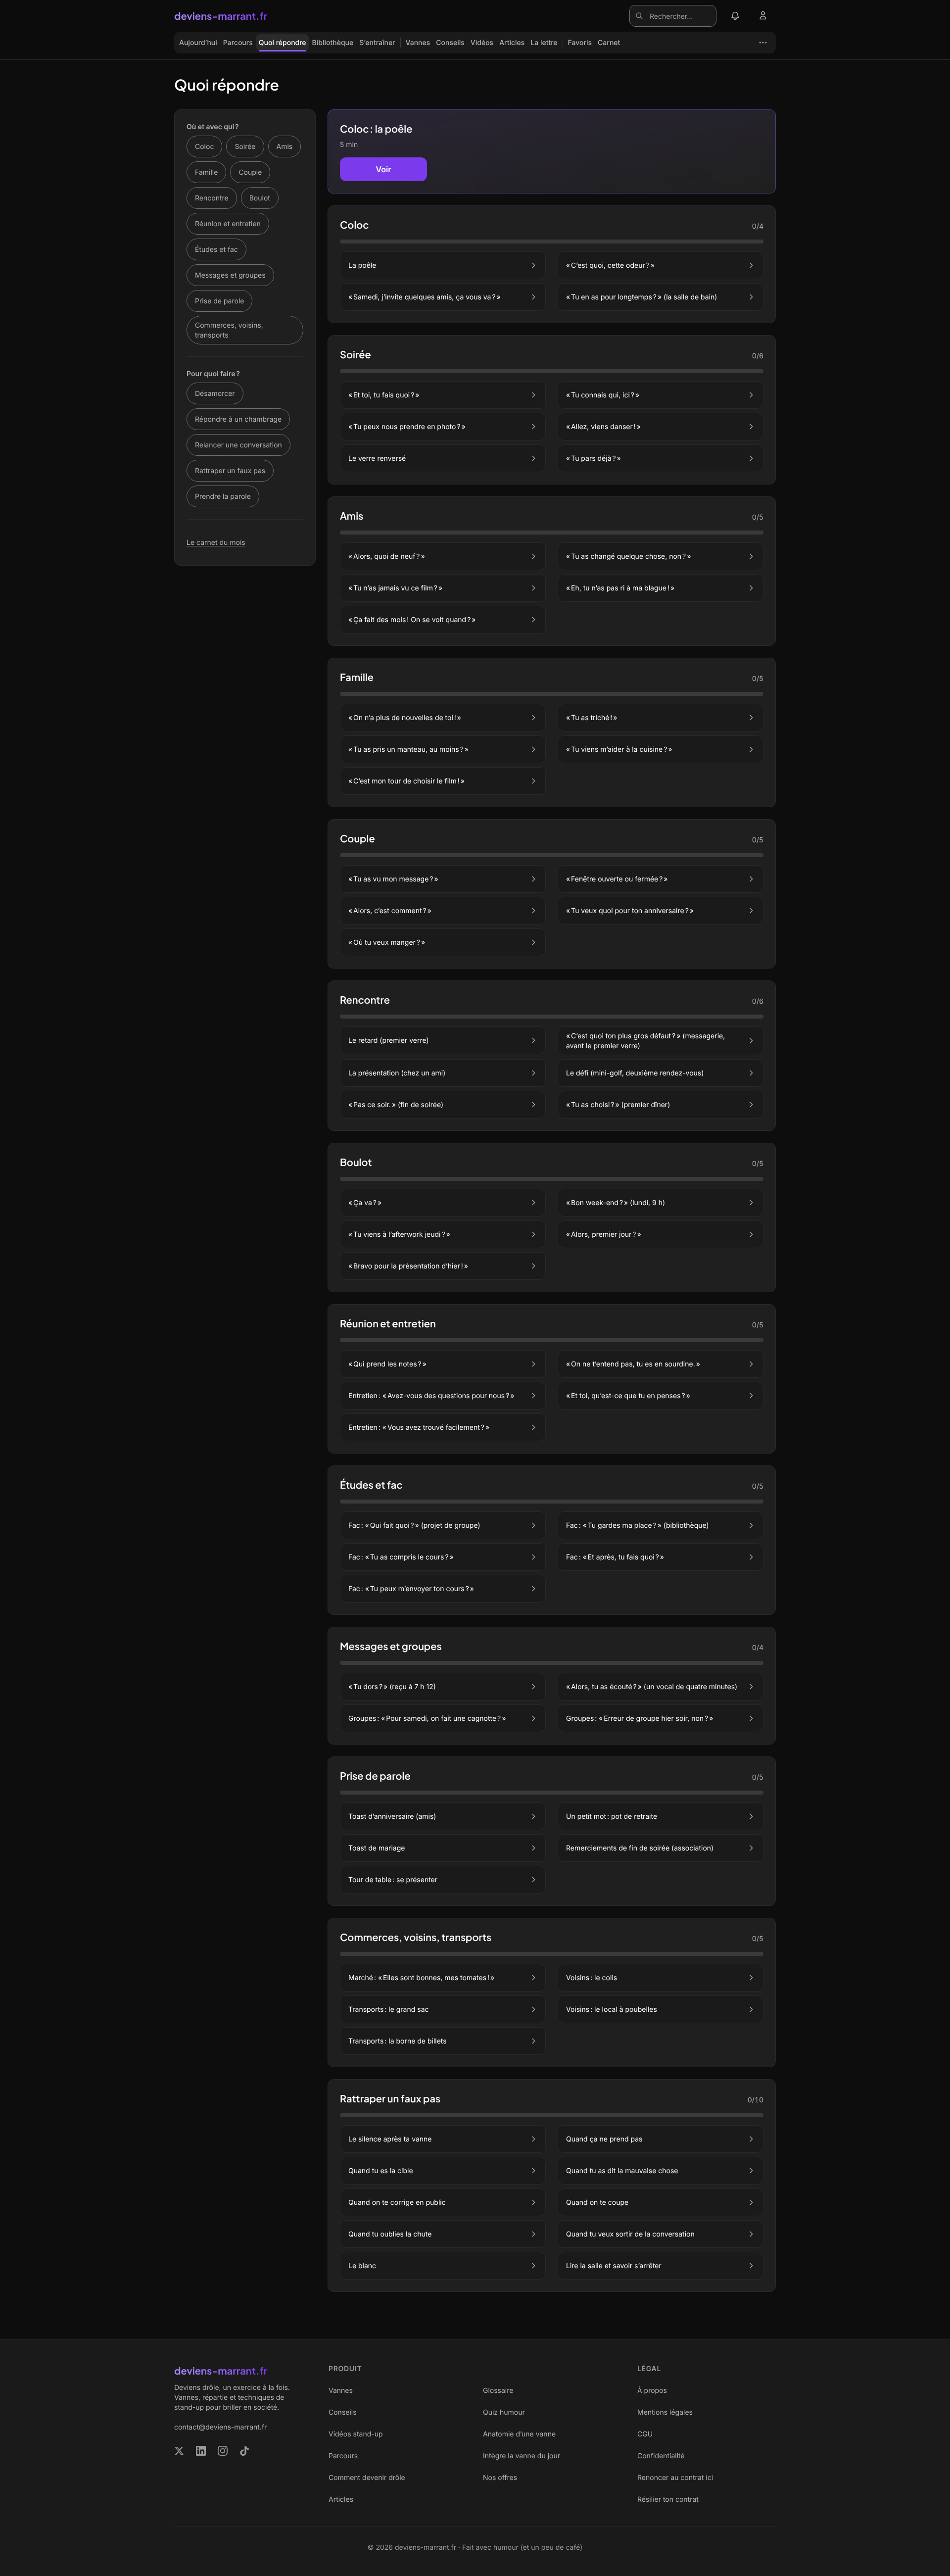 deviens-marrant.fr
Rechercher...
Aujourd'hui Parcours Quoi répondre Bibliothèque S'entraîner Vannes Conseils Vidéos Articles La lettre Favoris Carnet
Quoi répondre
Où et avec qui ?
Coloc
Soirée
Amis
Famille
Couple
Rencontre
Boulot
Réunion et entretien
Études et fac
Messages et groupes
Prise de parole
Commerces, voisins,
transports
Pour quoi faire ?
Désamorcer
Répondre à un chambrage
Relancer une conversation
Rattraper un faux pas
Prendre la parole
Le carnet du mois
Coloc : la poêle
5 min
Voir
Coloc
0/4
La poêle
« C'est quoi, cette odeur ? »
« Samedi, j'invite quelques amis, ça vous va ? »
« Tu en as pour longtemps ? » (la salle de bain)
Soirée
0/6
« Et toi, tu fais quoi ? »
« Tu connais qui, ici ? »
« Tu peux nous prendre en photo ? »
« Allez, viens danser ! »
Le verre renversé
« Tu pars déjà ? »
Amis
0/5
« Alors, quoi de neuf ? »
« Tu as changé quelque chose, non ? »
« Tu n'as jamais vu ce film ? »
« Eh, tu n'as pas ri à ma blague ! »
« Ça fait des mois ! On se voit quand ? »
Famille
0/5
« On n'a plus de nouvelles de toi ! »
« Tu as triché ! »
« Tu as pris un manteau, au moins ? »
« Tu viens m'aider à la cuisine ? »
« C'est mon tour de choisir le film ! »
Couple
0/5
« Tu as vu mon message ? »
« Fenêtre ouverte ou fermée ? »
« Alors, c'est comment ? »
« Tu veux quoi pour ton anniversaire ? »
« Où tu veux manger ? »
Rencontre
0/6
Le retard (premier verre)
« C'est quoi ton plus gros défaut ? » (messagerie,
avant le premier verre)
La présentation (chez un ami)
Le défi (mini-golf, deuxième rendez-vous)
« Pas ce soir. » (fin de soirée)
« Tu as choisi ? » (premier dîner)
Boulot
0/5
« Ça va ? »
« Bon week-end ? » (lundi, 9 h)
« Tu viens à l'afterwork jeudi ? »
« Alors, premier jour ? »
« Bravo pour la présentation d'hier ! »
Réunion et entretien
0/5
« Qui prend les notes ? »
« On ne t'entend pas, tu es en sourdine. »
Entretien : « Avez-vous des questions pour nous ? »
« Et toi, qu'est-ce que tu en penses ? »
Entretien : « Vous avez trouvé facilement ? »
Études et fac
0/5
Fac : « Qui fait quoi ? » (projet de groupe)
Fac : « Tu gardes ma place ? » (bibliothèque)
Fac : « Tu as compris le cours ? »
Fac : « Et après, tu fais quoi ? »
Fac : « Tu peux m'envoyer ton cours ? »
Messages et groupes
0/4
« Tu dors ? » (reçu à 7 h 12)
« Alors, tu as écouté ? » (un vocal de quatre minutes)
Groupes : « Pour samedi, on fait une cagnotte ? »
Groupes : « Erreur de groupe hier soir, non ? »
Prise de parole
0/5
Toast d'anniversaire (amis)
Un petit mot : pot de retraite
Toast de mariage
Remerciements de fin de soirée (association)
Tour de table : se présenter
Commerces, voisins, transports
0/5
Marché : « Elles sont bonnes, mes tomates ! »
Voisins : le colis
Transports : le grand sac
Voisins : le local à poubelles
Transports : la borne de billets
Rattraper un faux pas
0/10
Le silence après ta vanne
Quand ça ne prend pas
Quand tu es la cible
Quand tu as dit la mauvaise chose
Quand on te corrige en public
Quand on te coupe
Quand tu oublies la chute
Quand tu veux sortir de la conversation
Le blanc
Lire la salle et savoir s'arrêter
deviens-marrant.fr
Deviens drôle, un exercice à la fois.
Vannes, répartie et techniques de
stand-up pour briller en société.
contact@deviens-marrant.fr
PRODUIT
Vannes
Conseils
Vidéos stand-up
Parcours
Comment devenir drôle
Articles
Glossaire
Quiz humour
Anatomie d'une vanne
Intègre la vanne du jour
Nos offres
LÉGAL
À propos
Mentions légales
CGU
Confidentialité
Renoncer au contrat ici
Résilier ton contrat
© 2026 deviens-marrant.fr · Fait avec humour (et un peu de café)